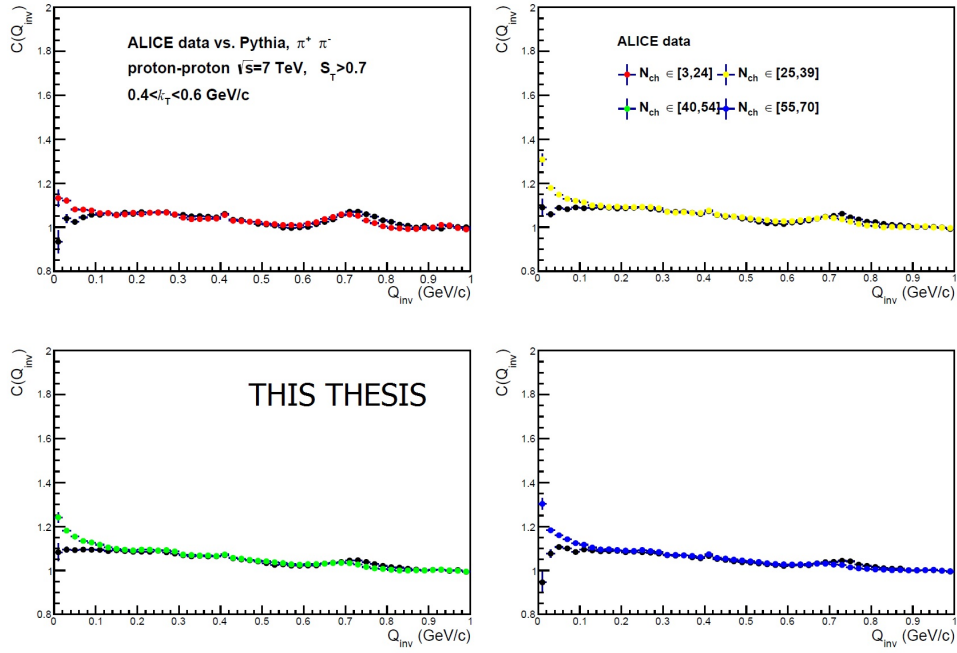 C(Q_inv)
2
1.8
1.6
1.4
1.2
1
0.8
ALICE data vs. Pythia, π⁺ π⁻
proton-proton √s=7 TeV, S_T>0.7
0.4<k_T<0.6 GeV/c
0 0.1 0.2 0.3 0.4 0.5 0.6 0.7 0.8 0.9 1
Q_inv (GeV/c)
C(Q_inv)
2
1.8
1.6
1.4
1.2
1
0.8
ALICE data
N_ch ∈ [3,24] N_ch ∈ [25,39]
N_ch ∈ [40,54] N_ch ∈ [55,70]
0 0.1 0.2 0.3 0.4 0.5 0.6 0.7 0.8 0.9 1
Q_inv (GeV/c)
C(Q_inv)
2
1.8
1.6
1.4
1.2
1
0.8
THIS THESIS
0 0.1 0.2 0.3 0.4 0.5 0.6 0.7 0.8 0.9 1
Q_inv (GeV/c)
C(Q_inv)
2
1.8
1.6
1.4
1.2
1
0.8
0 0.1 0.2 0.3 0.4 0.5 0.6 0.7 0.8 0.9 1
Q_inv (GeV/c)